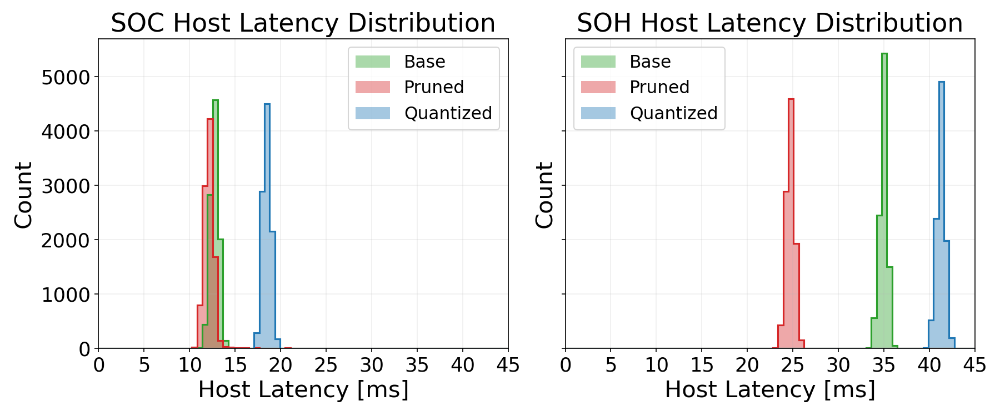 SOC Host Latency Distribution
Count
5000
4000
3000
2000
1000
0
Base
Pruned
Quantized
0 5 10 15 20 25 30 35 40 45
Host Latency [ms]
SOH Host Latency Distribution
Count
Base
Pruned
Quantized
0 5 10 15 20 25 30 35 40 45
Host Latency [ms]